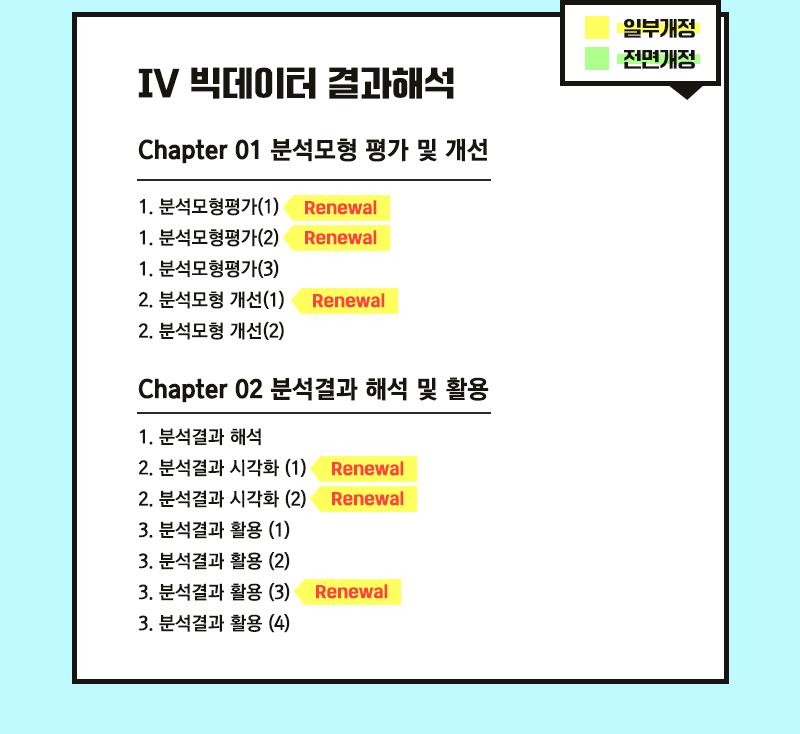 일부개정
전면개정
IV 빅데이터 결과해석
Chapter 01 분석모형 평가 및 개선
1. 분석모형평가(1) Renewal
1. 분석모형평가(2) Renewal
1. 분석모형평가(3)
2. 분석모형 개선(1) Renewal
2. 분석모형 개선(2)
Chapter 02 분석결과 해석 및 활용
1. 분석결과 해석
2. 분석결과 시각화 (1) Renewal
2. 분석결과 시각화 (2) Renewal
3. 분석결과 활용 (1)
3. 분석결과 활용 (2)
3. 분석결과 활용 (3) Renewal
3. 분석결과 활용 (4)